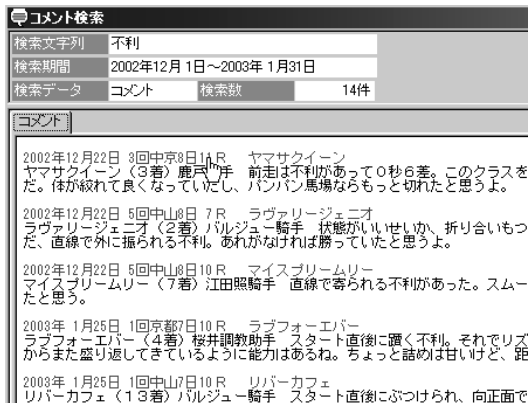 コメント検索
検索文字列 不利
検索期間 2002年12月 1日～2003年 1月31日
検索データ コメント 検索数 14件
コメント
2002年12月22日 3回中京8日11R ヤマサクイーン
ヤマサクイーン（3着）鹿戸 手 前走は不利があって0秒6差。このクラスを
だ。体が絞れて良くなっていたし、パンパン馬場ならもっと切れたと思うよ。
2002年12月22日 5回中山8日 7R ラヴァリージェニオ
ラヴァリージェニオ（2着）バルジュー騎手 状態がいいせいか、折り合いもつ
だ、直線で外に振られる不利。あれがなければ勝っていたと思うよ。
2002年12月22日 5回中山8日10R マイスプリームリー
マイスプリームリー（7着）江田照騎手 直線で寄られる不利があった。スムー
たと思う。
2003年 1月25日 1回京都7日10R ラブフォーエバー
ラブフォーエバー（4着）桜井調教助手 スタート直後に躓く不利。それでリズ
からまた盛り返してきているように能力はあるね。ちょっと詰めは甘いけど、距
2003年 1月25日 1回中山7日10R リバーカフェ
リバーカフェ（13着）バルジュー騎手 スタート直後にぶつけられ、向正面で